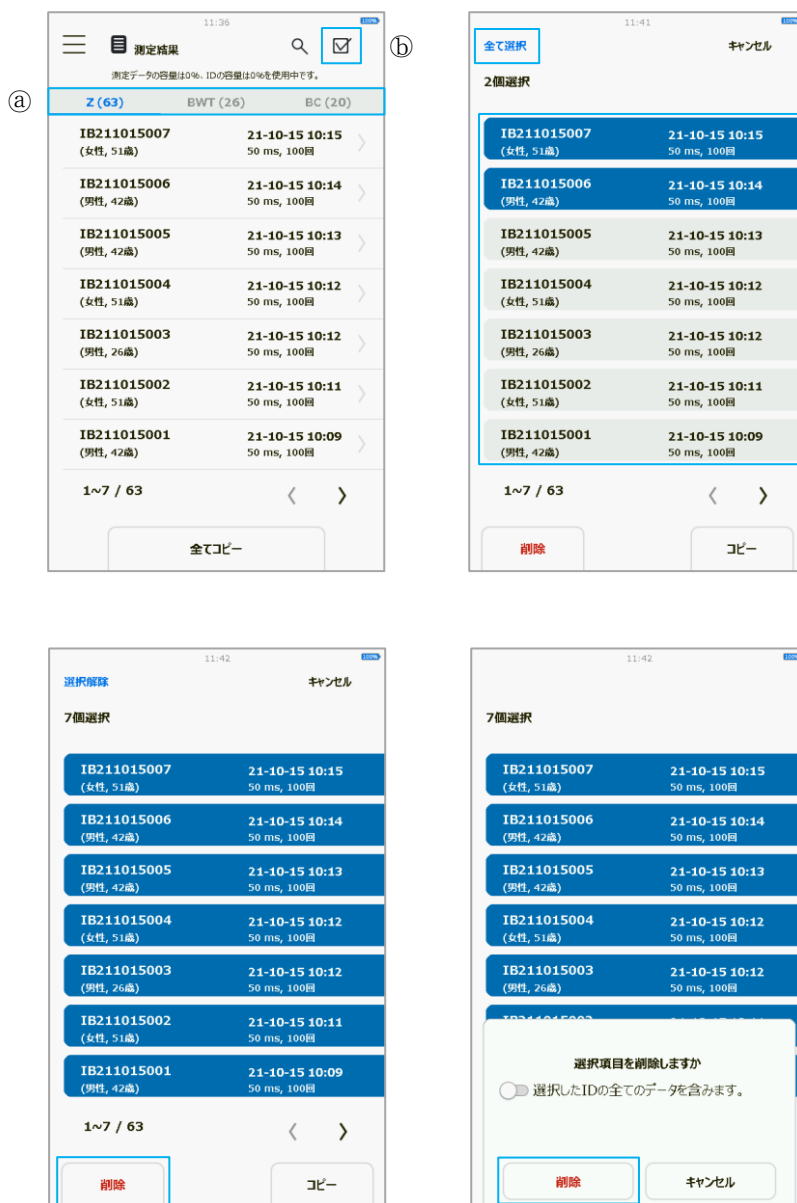 11:36
100%
測定結果
ⓑ
測定データの容量は0%、IDの容量は0%を使用中です。
ⓐ
Z (63) BWT (26) BC (20)
IB211015007 21-10-15 10:15
(女性, 51歳) 50 ms, 100回
IB211015006 21-10-15 10:14
(男性, 42歳) 50 ms, 100回
IB211015005 21-10-15 10:13
(男性, 42歳) 50 ms, 100回
IB211015004 21-10-15 10:12
(女性, 51歳) 50 ms, 100回
IB211015003 21-10-15 10:12
(男性, 26歳) 50 ms, 100回
IB211015002 21-10-15 10:11
(女性, 51歳) 50 ms, 100回
IB211015001 21-10-15 10:09
(男性, 42歳) 50 ms, 100回
1~7 / 63
全てコピー
11:41
全て選択 キャンセル
2個選択
IB211015007 21-10-15 10:15
(女性, 51歳) 50 ms, 100回
IB211015006 21-10-15 10:14
(男性, 42歳) 50 ms, 100回
IB211015005 21-10-15 10:13
(男性, 42歳) 50 ms, 100回
IB211015004 21-10-15 10:12
(女性, 51歳) 50 ms, 100回
IB211015003 21-10-15 10:12
(男性, 26歳) 50 ms, 100回
IB211015002 21-10-15 10:11
(女性, 51歳) 50 ms, 100回
IB211015001 21-10-15 10:09
(男性, 42歳) 50 ms, 100回
1~7 / 63
削除 コピー
11:42
100%
選択解除 キャンセル
7個選択
IB211015007 21-10-15 10:15
(女性, 51歳) 50 ms, 100回
IB211015006 21-10-15 10:14
(男性, 42歳) 50 ms, 100回
IB211015005 21-10-15 10:13
(男性, 42歳) 50 ms, 100回
IB211015004 21-10-15 10:12
(女性, 51歳) 50 ms, 100回
IB211015003 21-10-15 10:12
(男性, 26歳) 50 ms, 100回
IB211015002 21-10-15 10:11
(女性, 51歳) 50 ms, 100回
IB211015001 21-10-15 10:09
(男性, 42歳) 50 ms, 100回
1~7 / 63
削除 コピー
11:42
7個選択
IB211015007 21-10-15 10:15
(女性, 51歳) 50 ms, 100回
IB211015006 21-10-15 10:14
(男性, 42歳) 50 ms, 100回
IB211015005 21-10-15 10:13
(男性, 42歳) 50 ms, 100回
IB211015004 21-10-15 10:12
(女性, 51歳) 50 ms, 100回
IB211015003 21-10-15 10:12
(男性, 26歳) 50 ms, 100回
選択項目を削除しますか
選択したIDの全てのデータを含みます。
削除 キャンセル